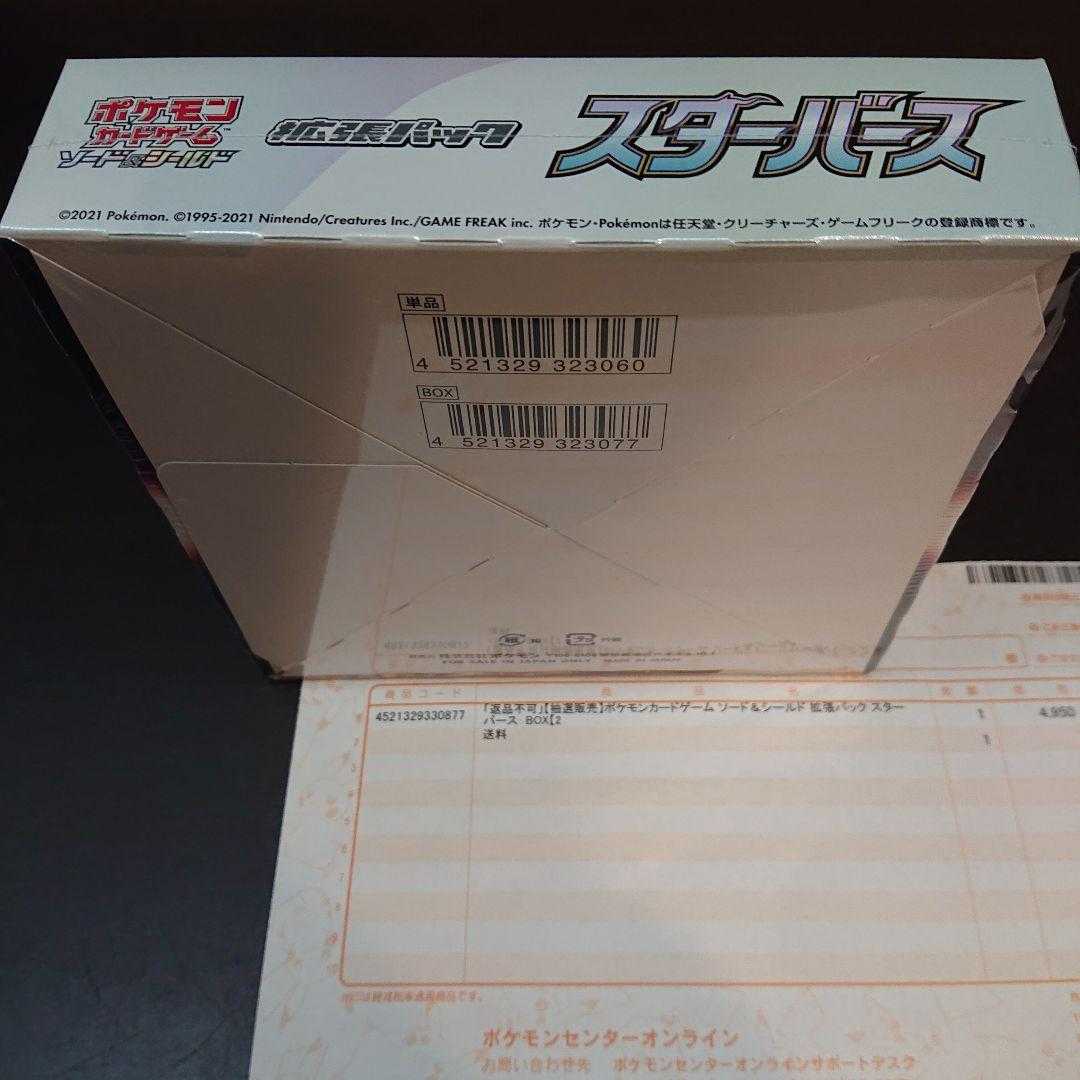 ポケモン
カードゲーム™
ソード&シールド
拡張パック
スターバース
©2021 Pokémon. ©1995-2021 Nintendo/Creatures Inc./GAME FREAK inc. ポケモン・Pokémonは任天堂・クリーチャーズ・ゲームフリークの登録商標です。
単品
4 521329 323060
BOX
4 521329 323077
FOR SALE IN JAPAN ONLY MADE IN JAPAN
商品コード
4521329330877 「返品不可」【抽選販売】ポケモンカードゲーム ソード&シールド 拡張パック スター 1 4,950
バース BOX【2
送料 1
ポケモンセンターオンライン
お問い合わせ先 ポケモンセンターオンラインサポートデスク